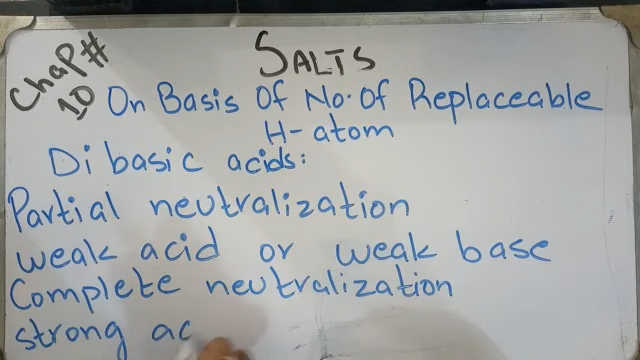 Chap# 10
SALTS
On Basis Of No. Of Replaceable
H-atom
Di basic acids:
Partial neutralization
weak acid or weak base
Complete neutralization
strong ac